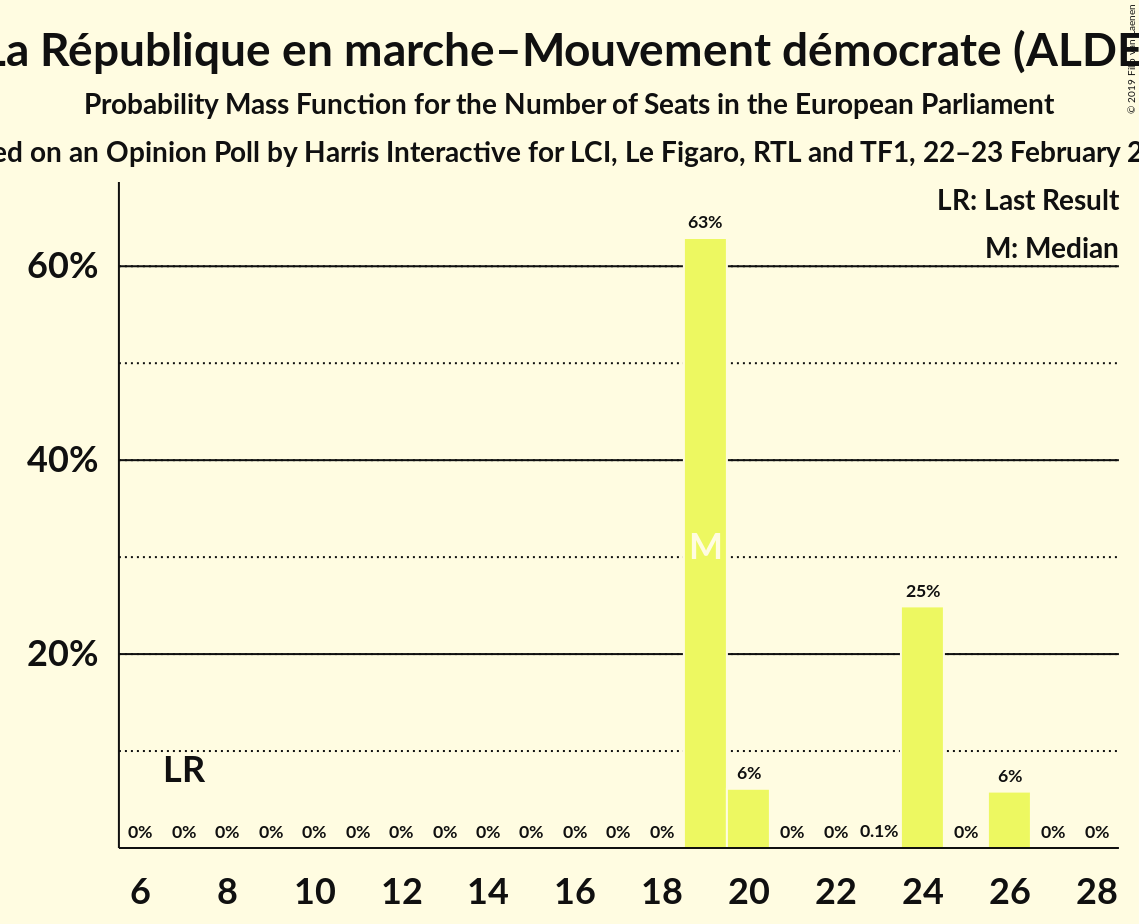 La République en marche–Mouvement démocrate (ALDE
Probability Mass Function for the Number of Seats in the European Parliament
ed on an Opinion Poll by Harris Interactive for LCI, Le Figaro, RTL and TF1, 22–23 February 2
© 2019
LR: Last Result
M: Median
63%
60%
40%
M
25%
20%
LR
6%
6%
0% 0% 0% 0% 0% 0% 0% 0% 0% 0% 0% 0% 0% 0% 0% 0.1% 0% 0% 0%
6 8 10 12 14 16 18 20 22 24 26 28